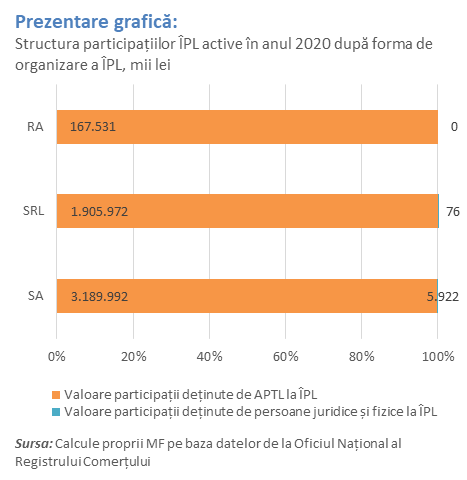 Prezentare grafică:
Structura participațiilor ÎPL active în anul 2020 după forma de
organizare a ÎPL, mii lei
RA 167.531 0
SRL 1.905.972 76
SA 3.189.992 5.922
0% 20% 40% 60% 80% 100%
Valoare participații deținute de APTL la ÎPL
Valoare participații deținute de persoane juridice și fizice la ÎPL
Sursa: Calcule proprii MF pe baza datelor de la Oficiul Național al
Registrului Comerțului